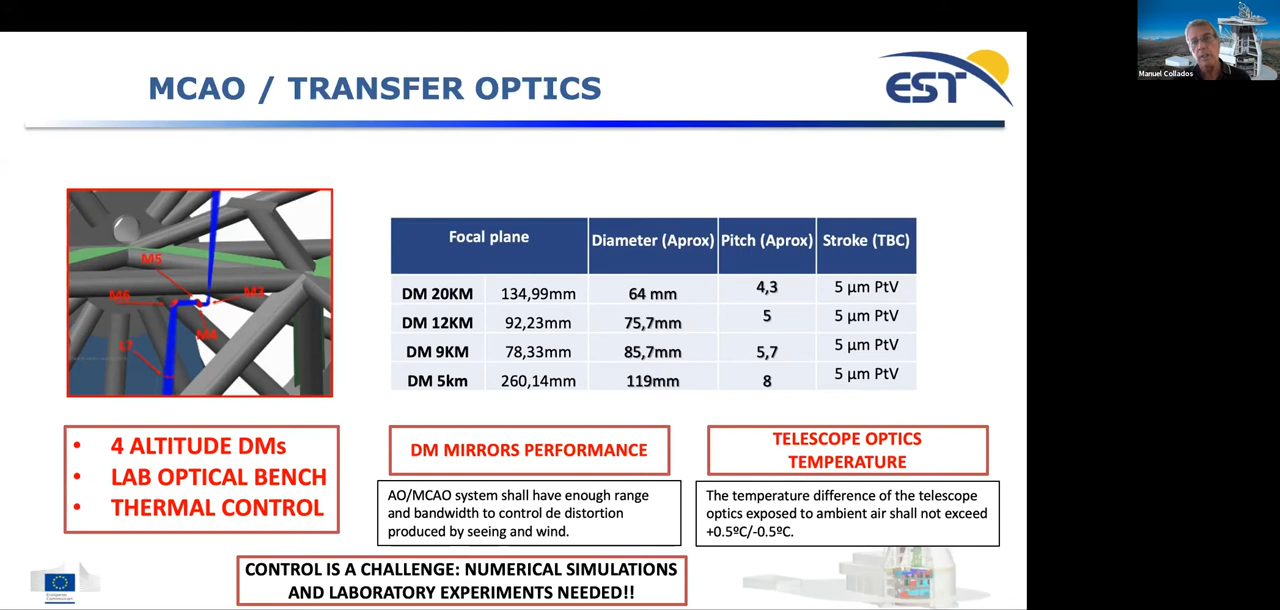 MCAO / TRANSFER OPTICS
EST
Manuel Collados
M5
M6
M3
M4
L7
Focal plane Diameter (Aprox) Pitch (Aprox) Stroke (TBC)
DM 20KM 134,99mm 64 mm 4,3 5 μm PtV
DM 12KM 92,23mm 75,7mm 5 5 μm PtV
DM 9KM 78,33mm 85,7mm 5,7 5 μm PtV
DM 5km 260,14mm 119mm 8 5 μm PtV
• 4 ALTITUDE DMs
• LAB OPTICAL BENCH
• THERMAL CONTROL
DM MIRRORS PERFORMANCE
AO/MCAO system shall have enough range
and bandwidth to control de distortion
produced by seeing and wind.
TELESCOPE OPTICS
TEMPERATURE
The temperature difference of the telescope
optics exposed to ambient air shall not exceed
+0.5ºC/-0.5ºC.
CONTROL IS A CHALLENGE: NUMERICAL SIMULATIONS
AND LABORATORY EXPERIMENTS NEEDED!!
European
Commission